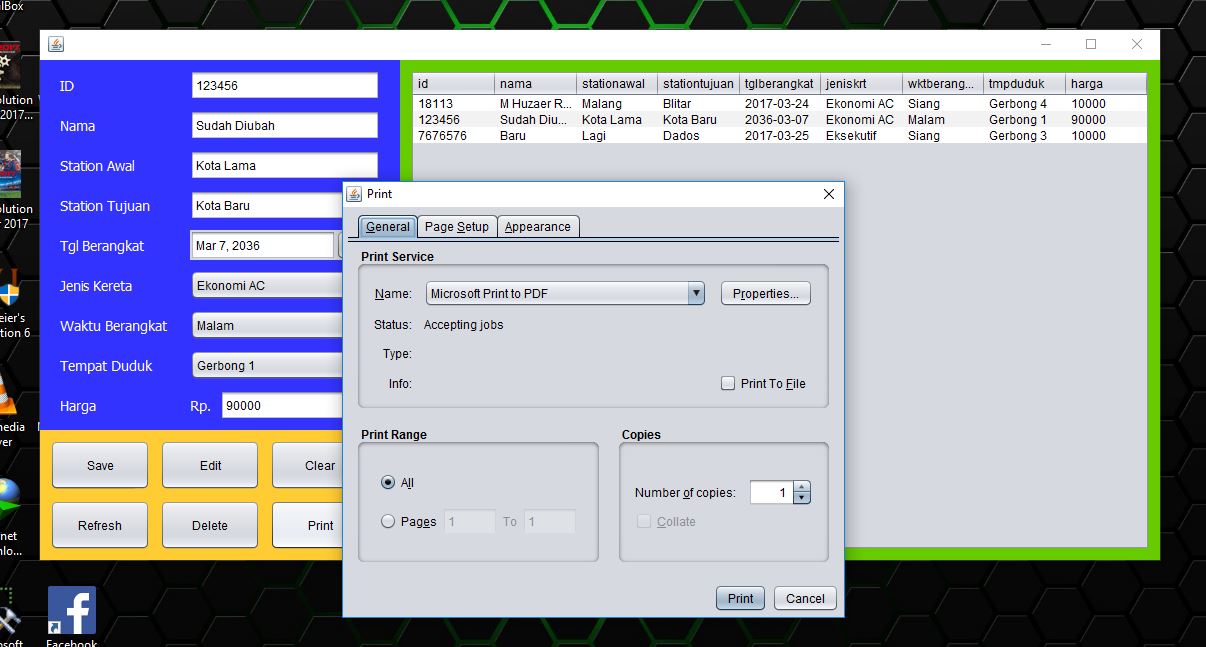 lBox
olution
2017...
olution
r 2017
eier's
tion 6
media
yer
net
nlo...
osoft
Facebook
ID
123456
Nama
Sudah Diubah
Station Awal
Kota Lama
Station Tujuan
Kota Baru
Tgl Berangkat
Mar 7, 2036
Jenis Kereta
Ekonomi AC
Waktu Berangkat
Malam
Tempat Duduk
Gerbong 1
Harga
Rp. 90000
Save Edit Clear
Refresh Delete Print
id nama stationawal stationtujuan tglberangkat jeniskrt wktberang... tmpduduk harga
18113 M Huzaer R... Malang Blitar 2017-03-24 Ekonomi AC Siang Gerbong 4 10000
123456 Sudah Diu... Kota Lama Kota Baru 2036-03-07 Ekonomi AC Malam Gerbong 1 90000
7676576 Baru Lagi Dados 2017-03-25 Eksekutif Siang Gerbong 3 10000
Print
General Page Setup Appearance
Print Service
Name: Microsoft Print to PDF Properties...
Status: Accepting jobs
Type:
Info:
Print To File
Print Range
All
Pages 1 To 1
Copies
Number of copies: 1
Collate
Print Cancel